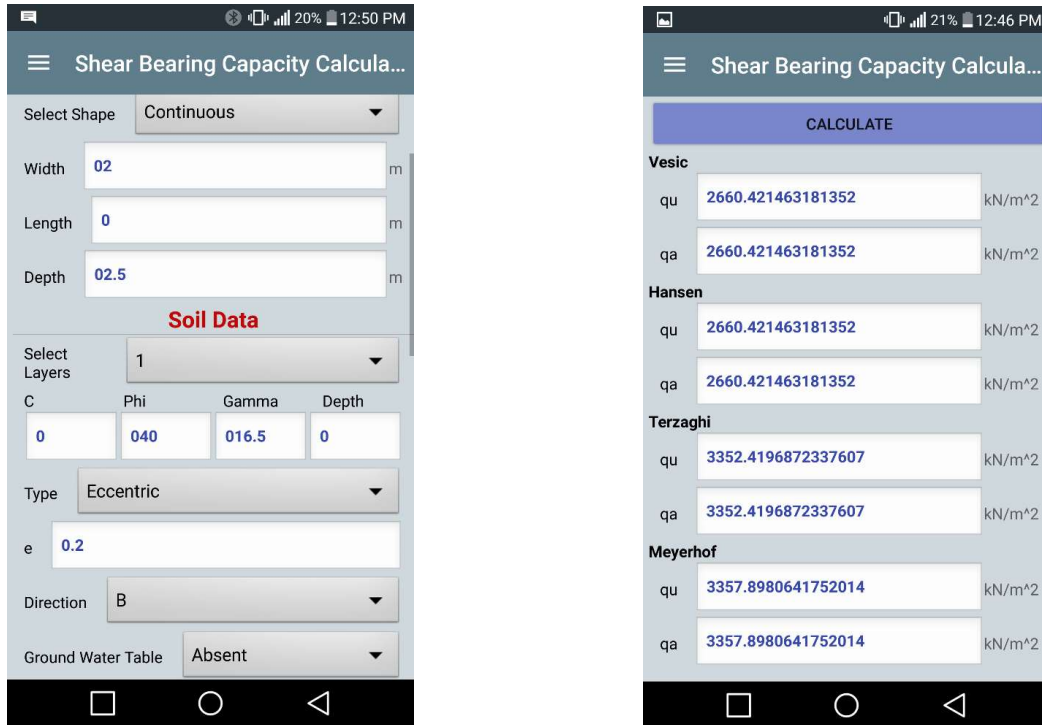 20% 12:50 PM
Shear Bearing Capacity Calcula...
Select Shape Continuous
Width 02 m
Length 0 m
Depth 02.5 m
Soil Data
Select Layers 1
C Phi Gamma Depth
0 040 016.5 0
Type Eccentric
e 0.2
Direction B
Ground Water Table Absent
21% 12:46 PM
Shear Bearing Capacity Calcula...
CALCULATE
Vesic
qu 2660.421463181352 kN/m^2
qa 2660.421463181352 kN/m^2
Hansen
qu 2660.421463181352 kN/m^2
qa 2660.421463181352 kN/m^2
Terzaghi
qu 3352.4196872337607 kN/m^2
qa 3352.4196872337607 kN/m^2
Meyerhof
qu 3357.8980641752014 kN/m^2
qa 3357.8980641752014 kN/m^2